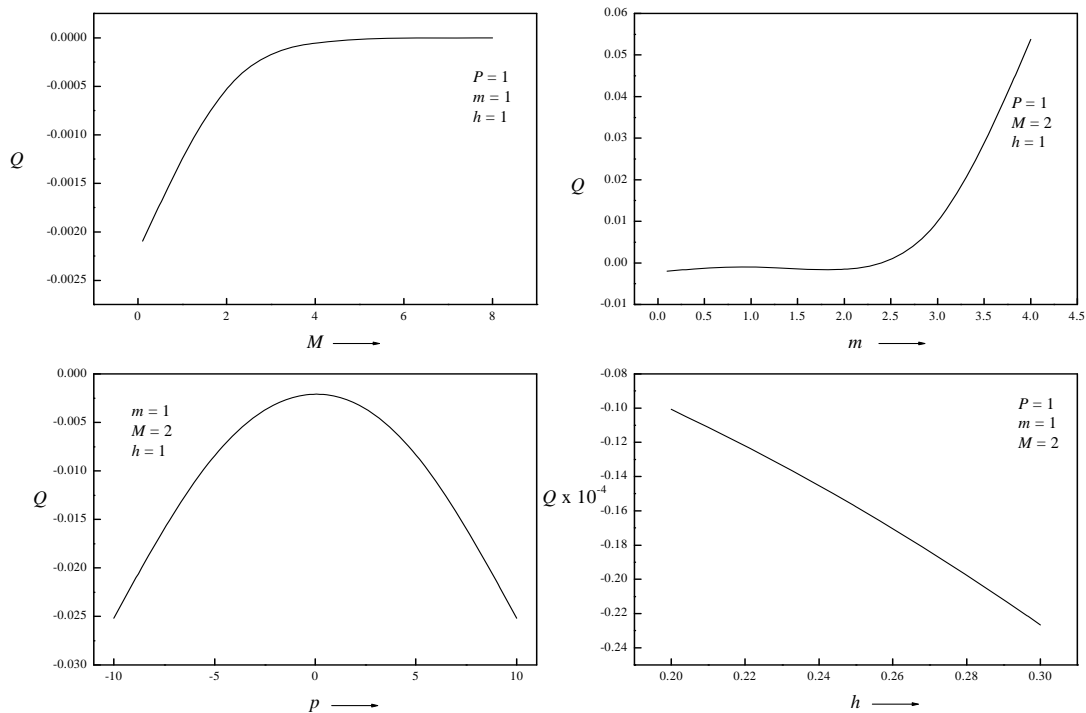 0.0000
-0.0005
-0.0010
-0.0015
-0.0020
-0.0025
Q
P = 1
m = 1
h = 1
0 2 4 6 8
M
0.06
0.05
0.04
0.03
0.02
0.01
0.00
-0.01
Q
P = 1
M = 2
h = 1
0.0 0.5 1.0 1.5 2.0 2.5 3.0 3.5 4.0 4.5
m
0.000
-0.005
-0.010
-0.015
-0.020
-0.025
-0.030
Q
m = 1
M = 2
h = 1
-10 -5 0 5 10
p
-0.08
-0.10
-0.12
-0.14
-0.16
-0.18
-0.20
-0.22
-0.24
Q x 10-4
P = 1
m = 1
M = 2
0.20 0.22 0.24 0.26 0.28 0.30
h